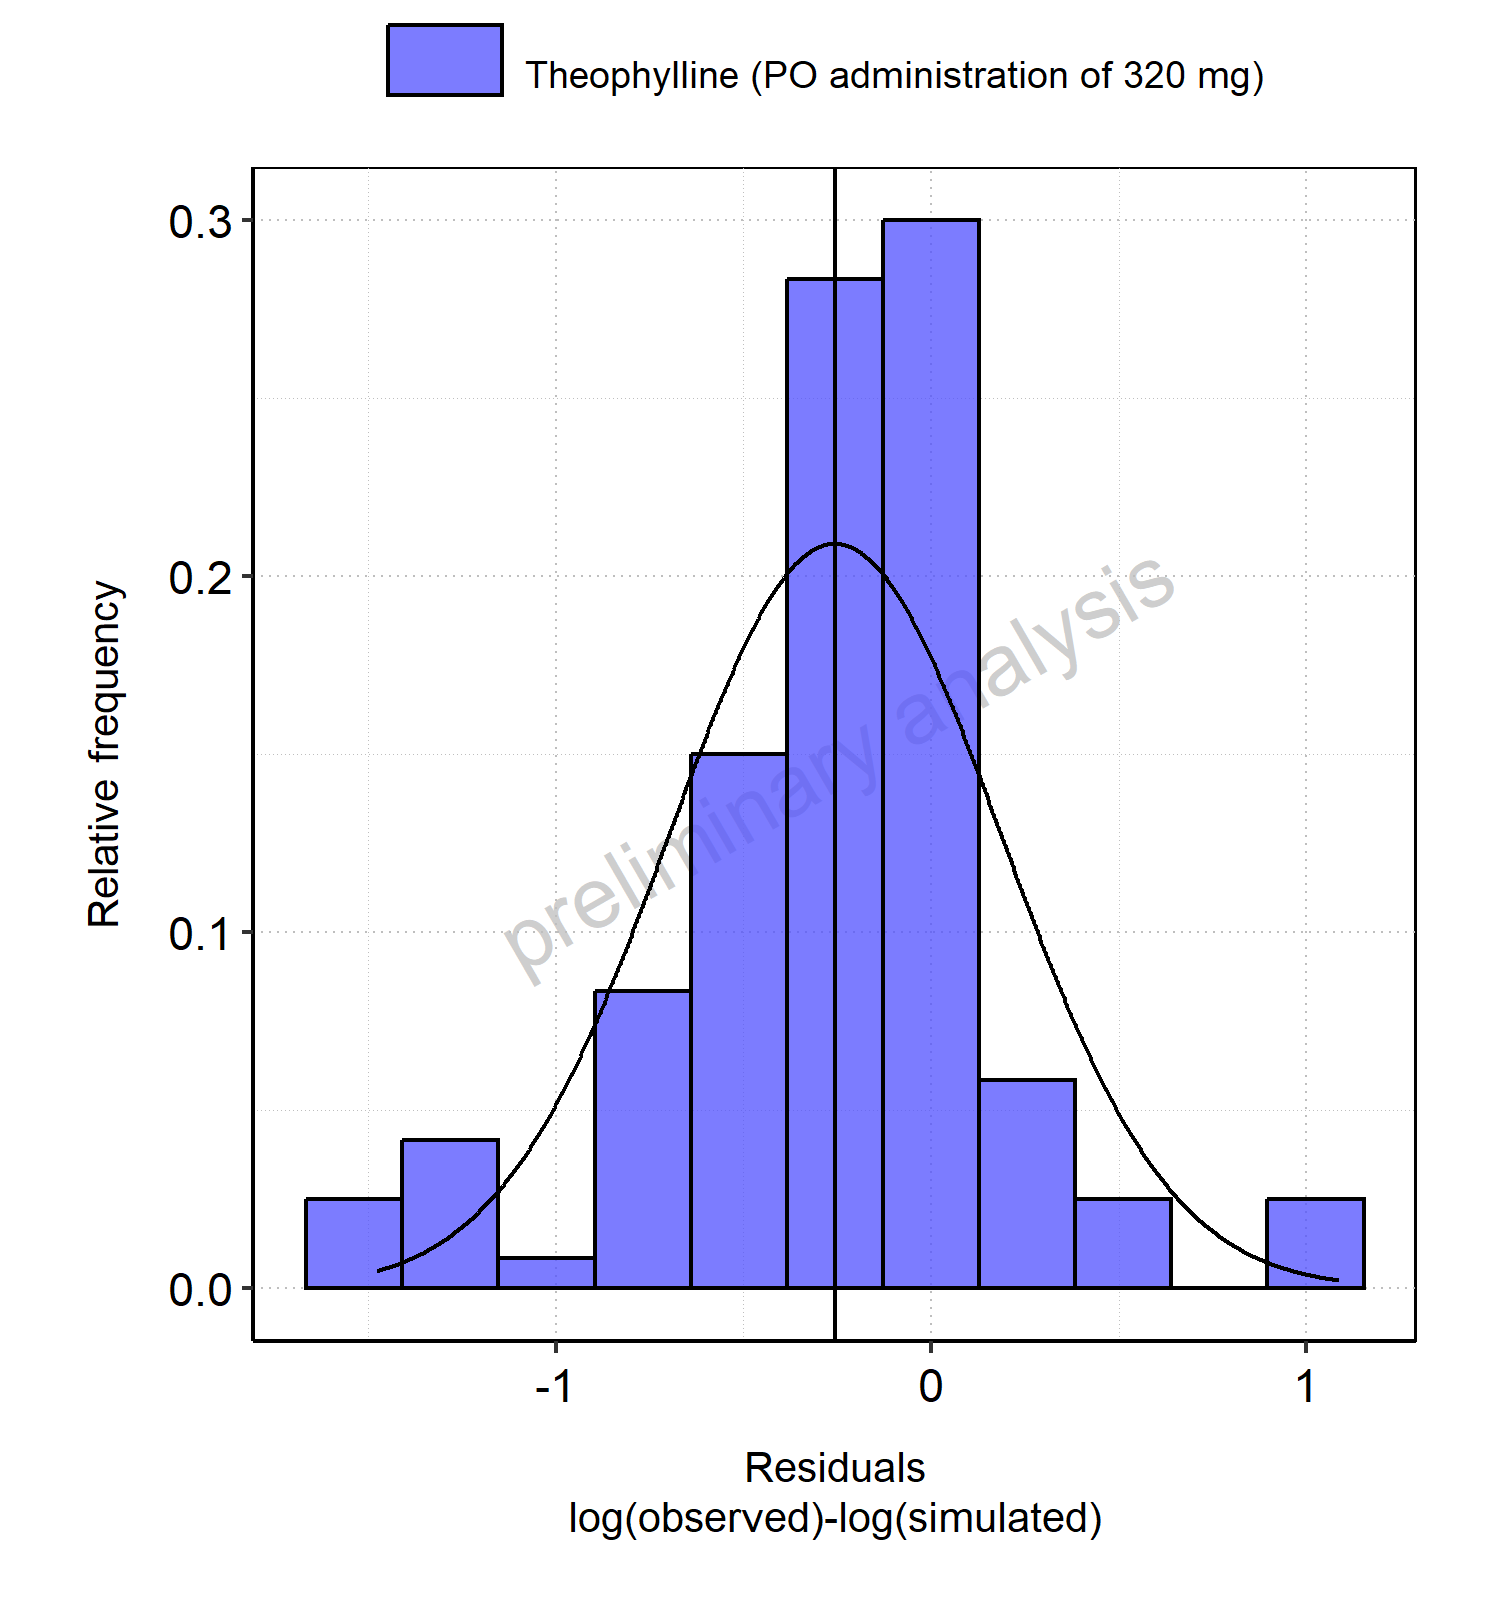 Theophylline (PO administration of 320 mg)
0.3
0.2
0.1
0.0
Relative frequency
preliminary analysis
-1 0 1
Residuals
log(observed)-log(simulated)